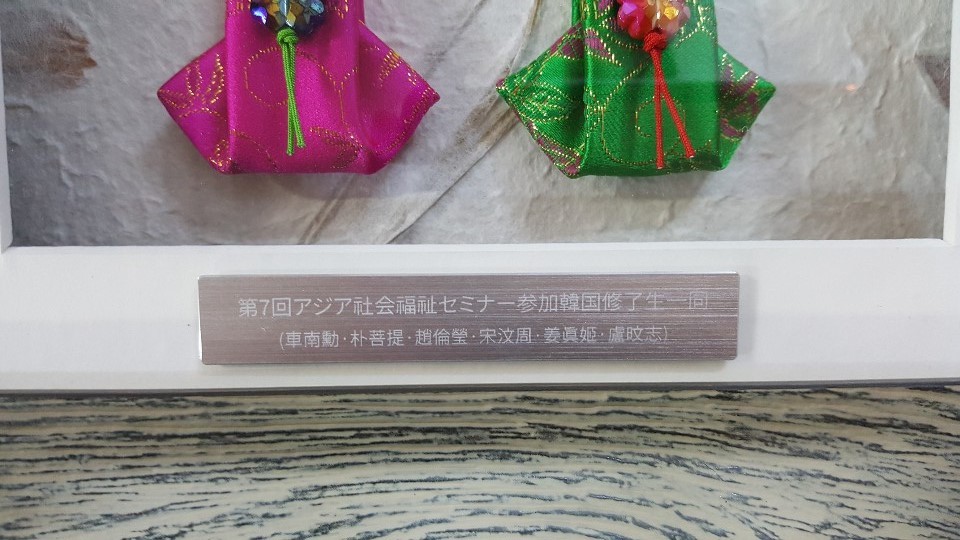 第7回アジア社会福祉セミナー参加韓国修了生一同
(車南勳·朴菩提·趙倫瑩·宋汶周·姜眞姬·盧旼志)